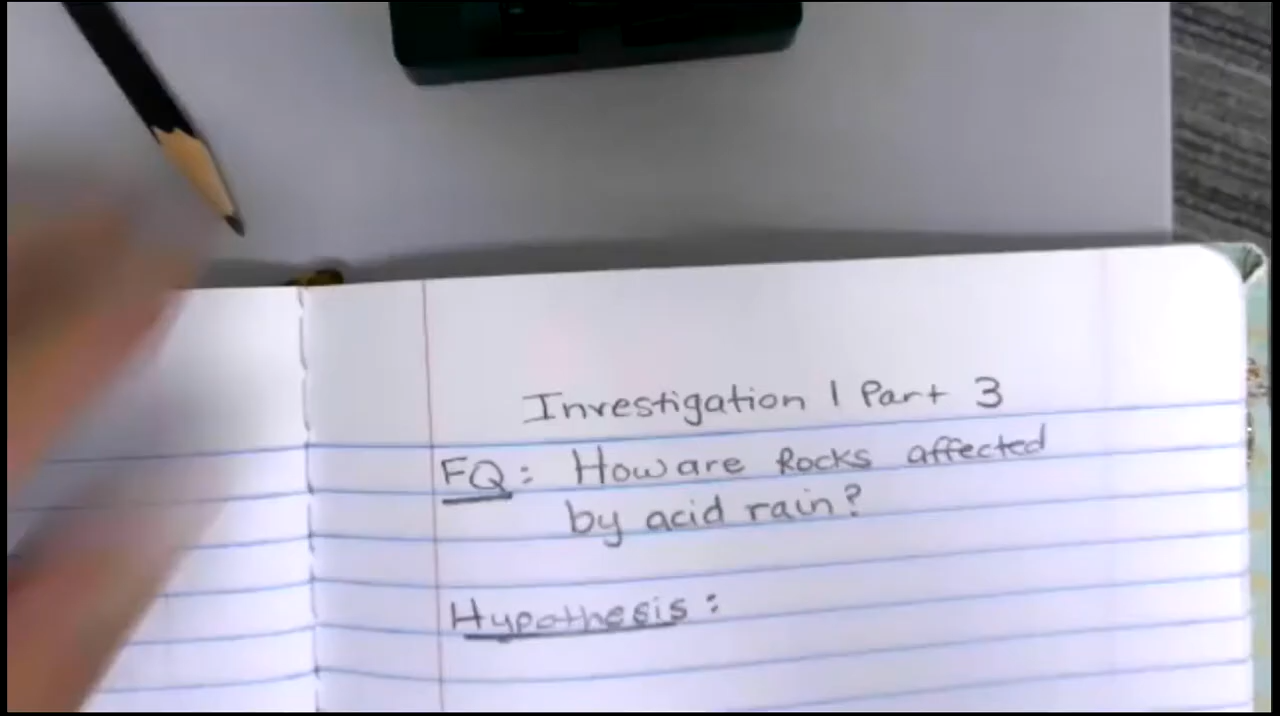 Investigation 1 Part 3
FQ: How are Rocks affected
by acid rain?
Hypothesis: